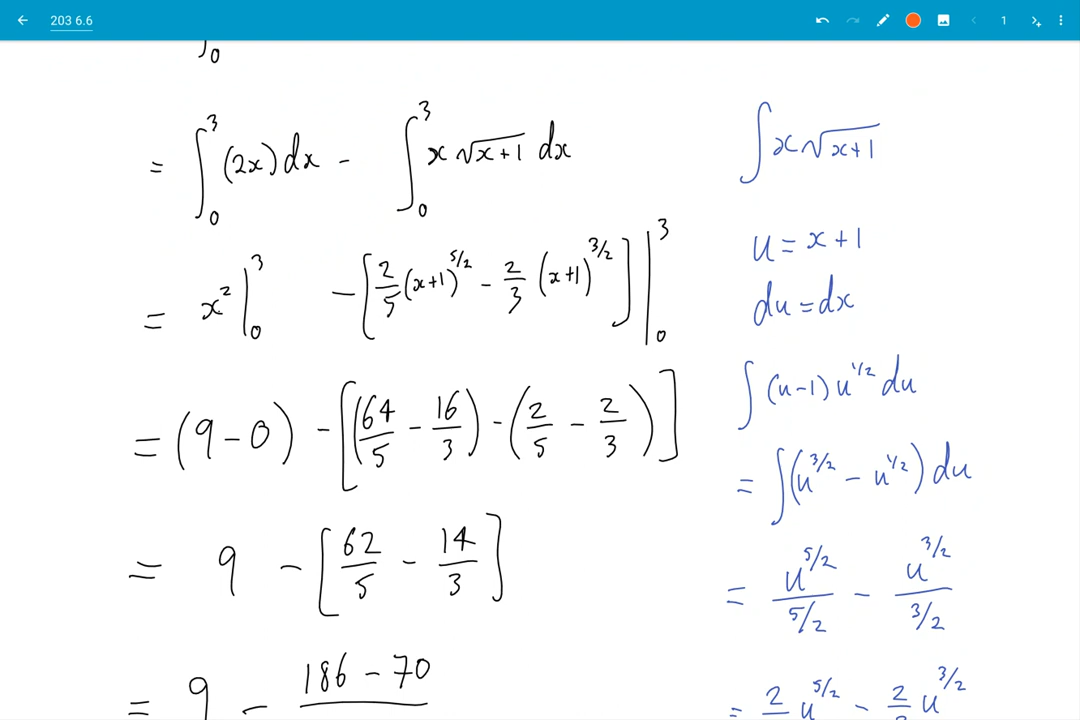 203 6.6
1
∫₀
= ∫₀³ (2x) dx - ∫₀³ x √(x+1) dx
= x² |₀³ - [2/5 (x+1)^5/2 - 2/3 (x+1)^3/2] |₀³
= (9 - 0) - [(64/5 - 16/3) - (2/5 - 2/3)]
= 9 - [62/5 - 14/3]
= 9 - 186 - 70
∫ x √(x+1)
u = x + 1
du = dx
∫ (u-1) u^1/2 du
= ∫ (u^3/2 - u^1/2) du
= u^5/2 / 5/2 - u^3/2 / 3/2
= 2 u^5/2 - 2/3 u^3/2